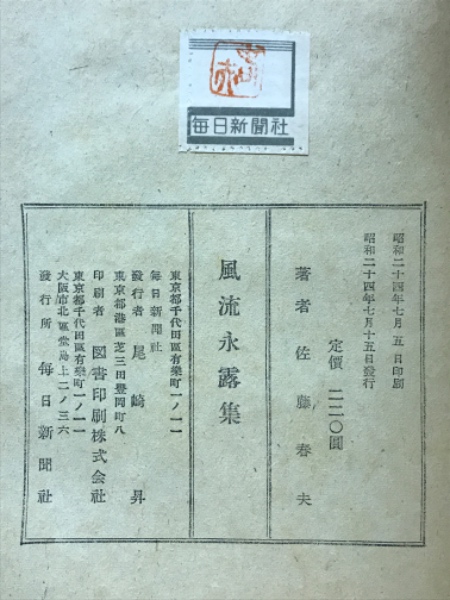 毎日新聞社
昭和二十四年七月五日印刷
昭和二十四年七月十五日発行
定價 二二〇圓
著者 佐藤春夫
風流永露集
東京都千代田區有樂町一ノ一一
毎日新聞社
發行者 尾崎昇
東京都港區芝三田豊岡町八
印刷者 図書印刷株式会社
東京都千代田區有樂町一ノ一一
大阪市北區堂島上二ノ三六
發行所 毎日新聞社